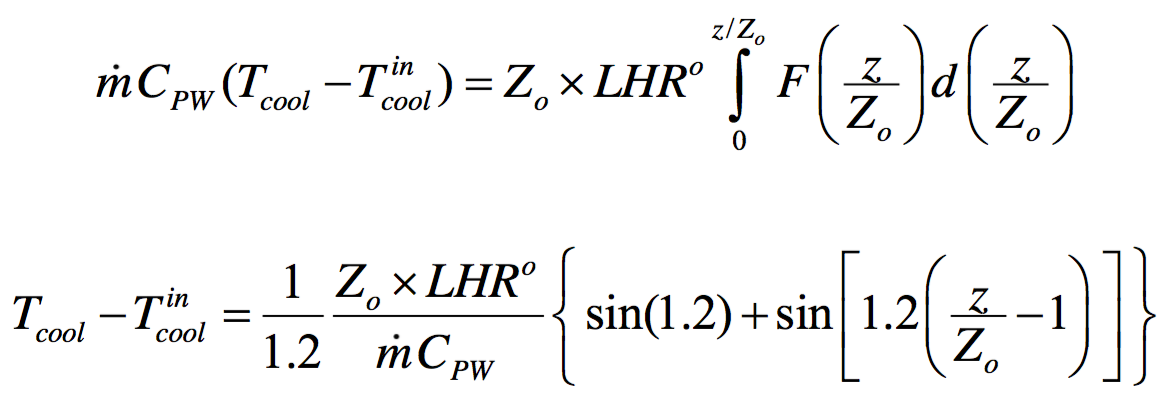 ṁC_PW(T_cool − T_cool^in) = Z_o × LHR^o ∫_0^{z/Z_o} F(z/Z_o) d(z/Z_o)
T_cool − T_cool^in = (1/1.2) (Z_o × LHR^o)/(ṁC_PW) {sin(1.2) + sin[1.2(z/Z_o − 1)]}